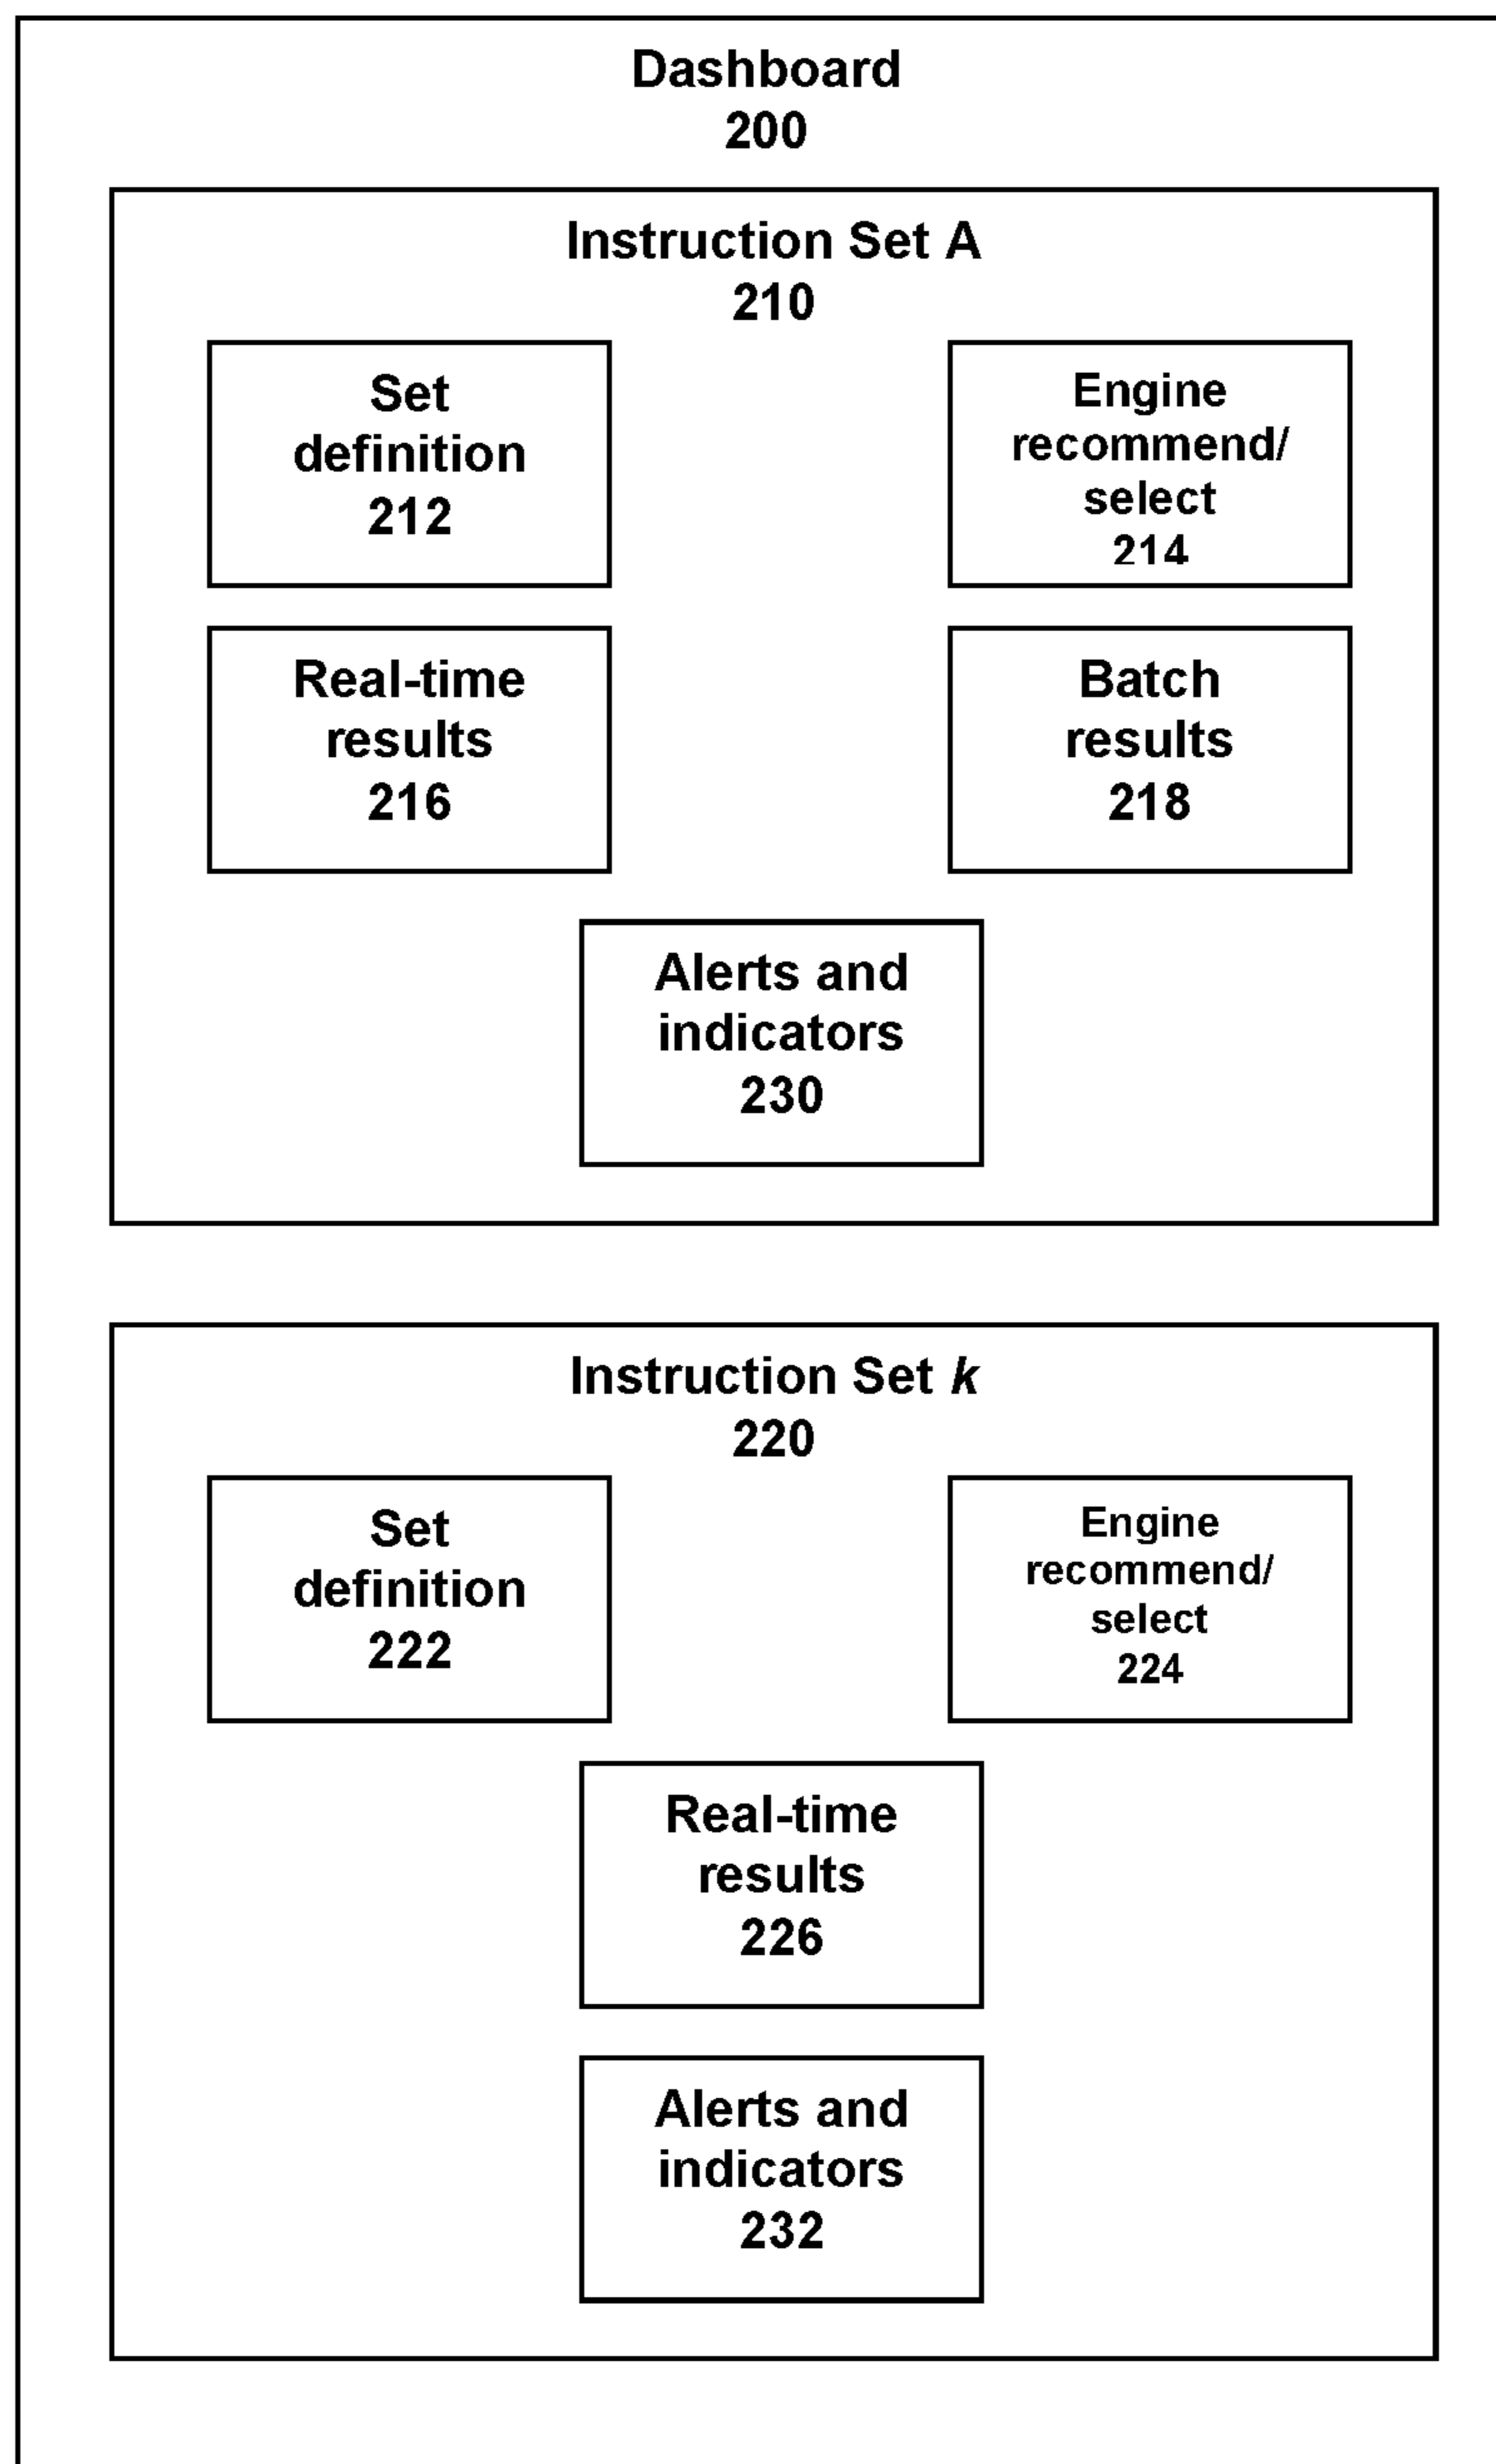 Dashboard
200
Instruction Set A
210
Set
definition
212
Engine
recommend/
select
214
Real-time
results
216
Batch
results
218
Alerts and
indicators
230
Instruction Set k
220
Set
definition
222
Engine
recommend/
select
224
Real-time
results
226
Alerts and
indicators
232